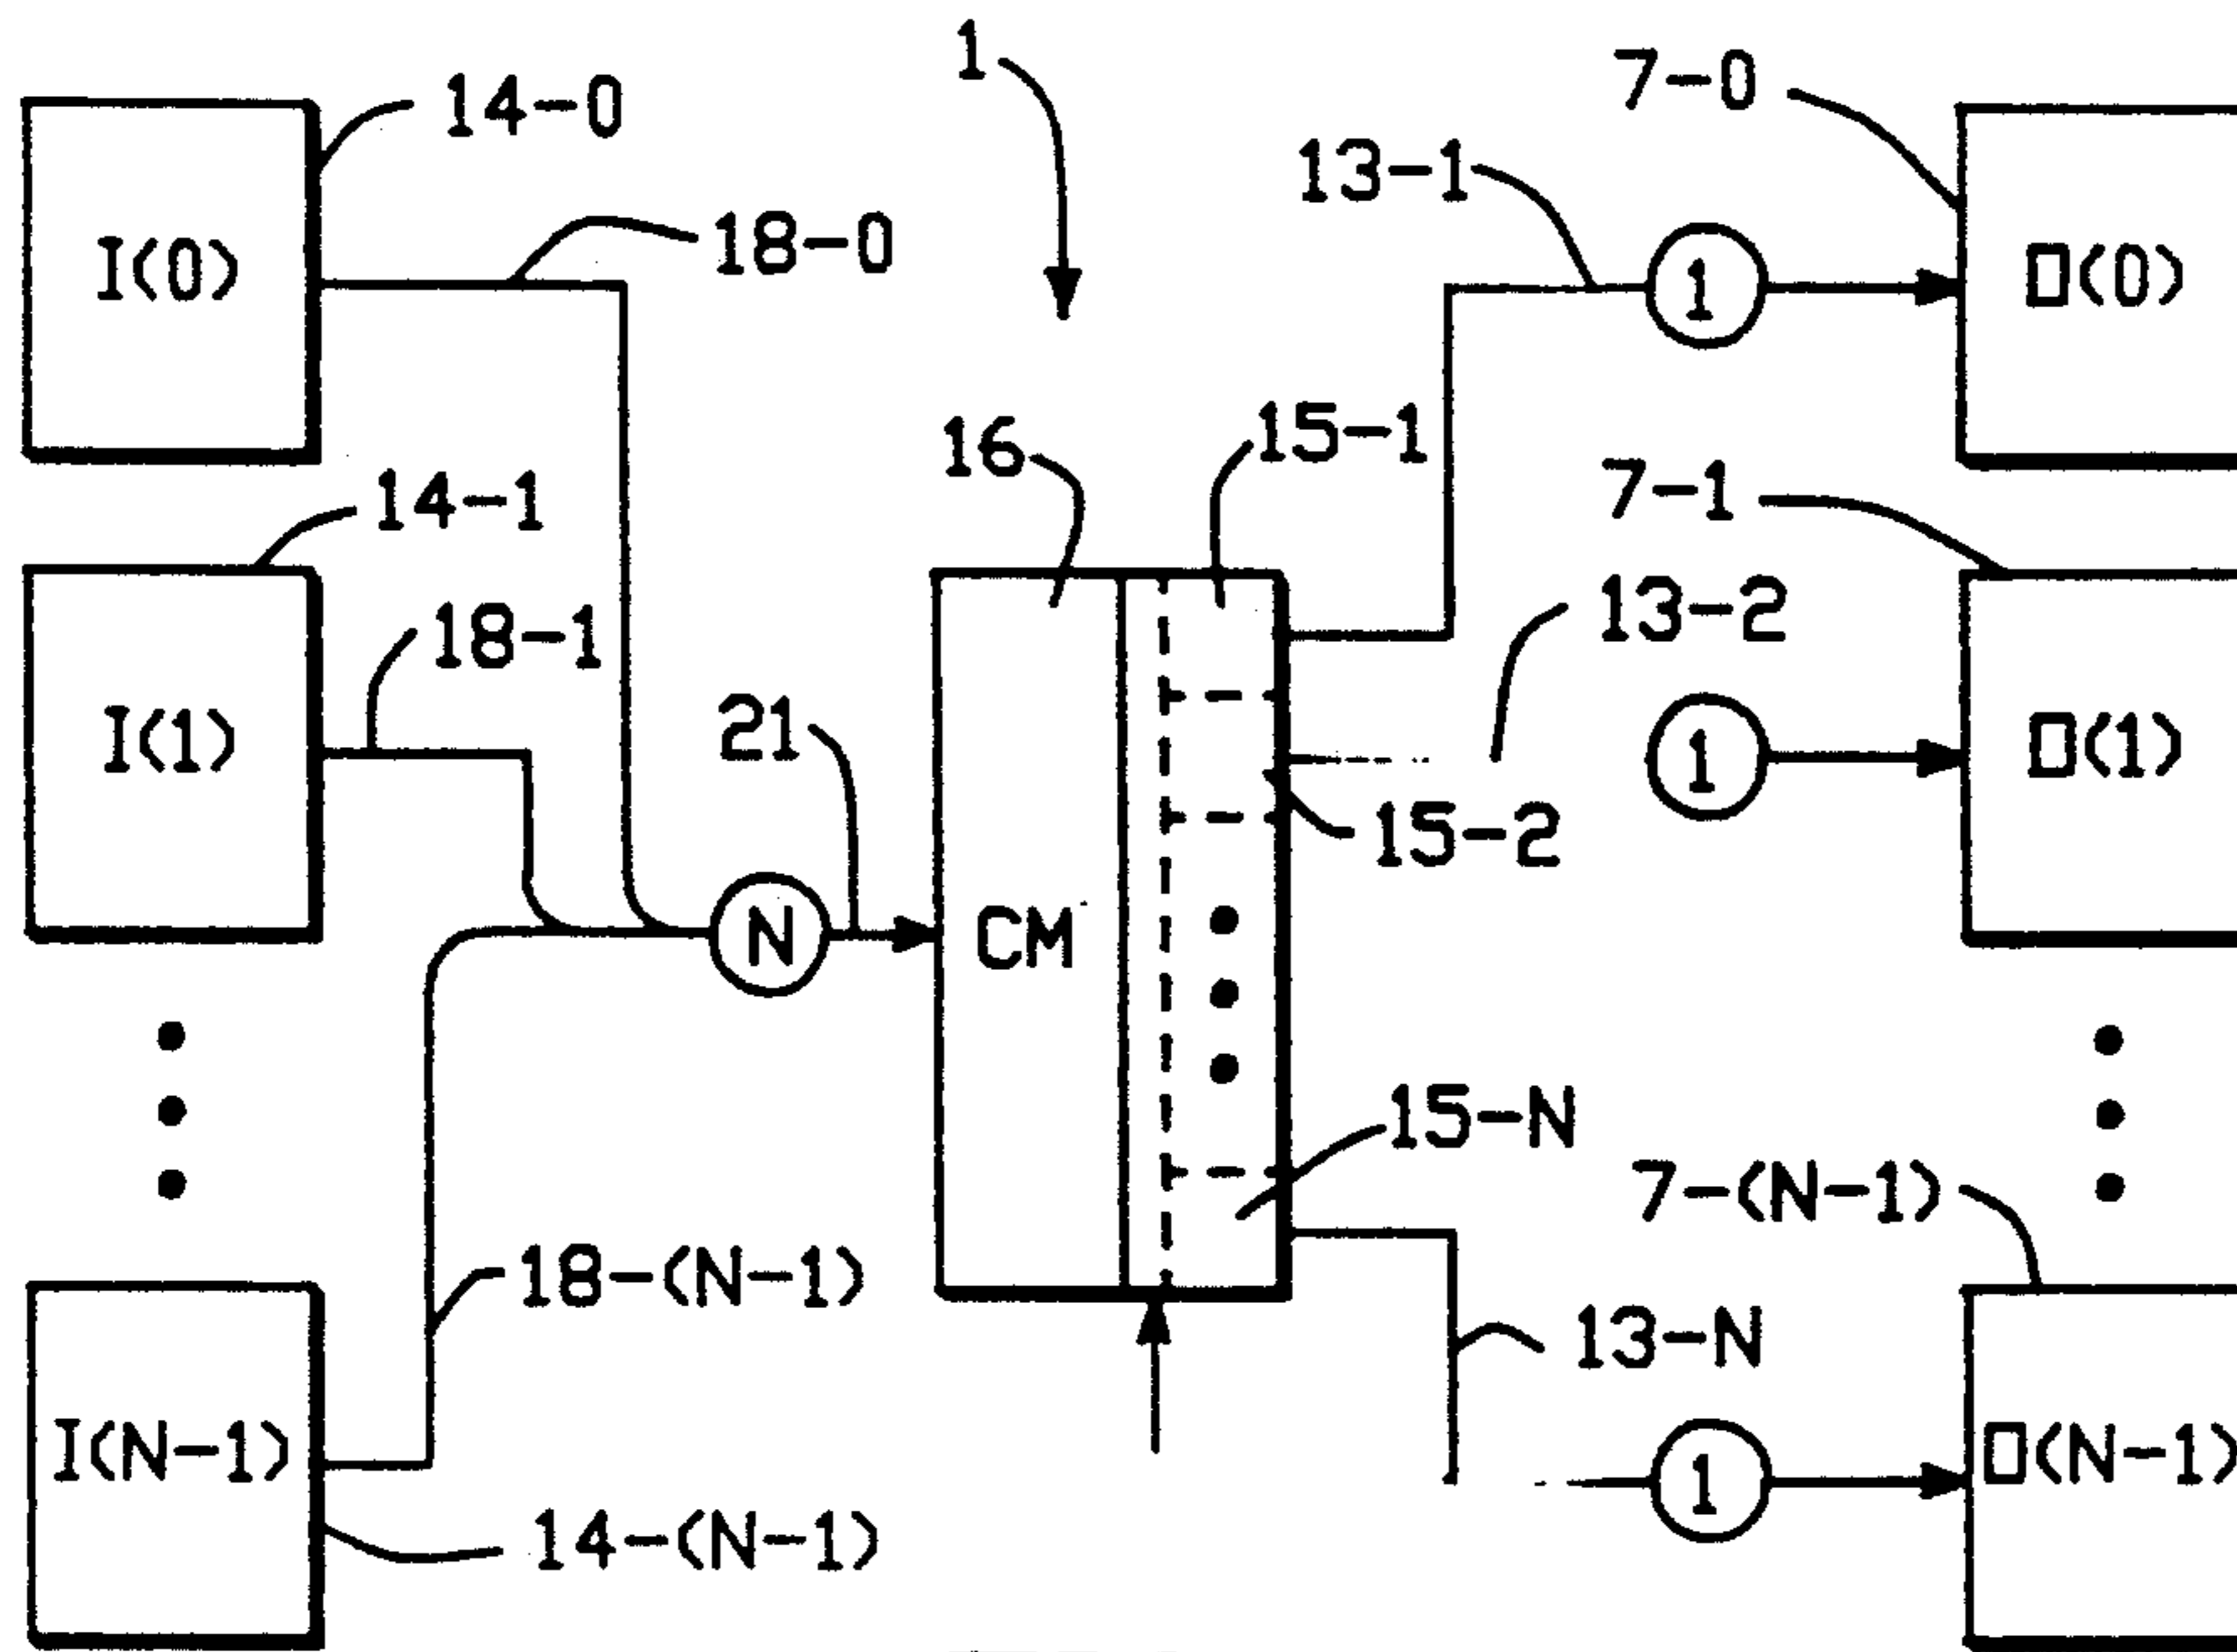 1
7-0
14-0
13-1
18-0
I(0)
1
O(0)
16
15-1
14-1
7-1
13-2
18-1
21
I(1)
1
O(1)
15-2
N
CM
15-N
7-(N-1)
18-(N-1)
13-N
I(N-1)
1
O(N-1)
14-(N-1)